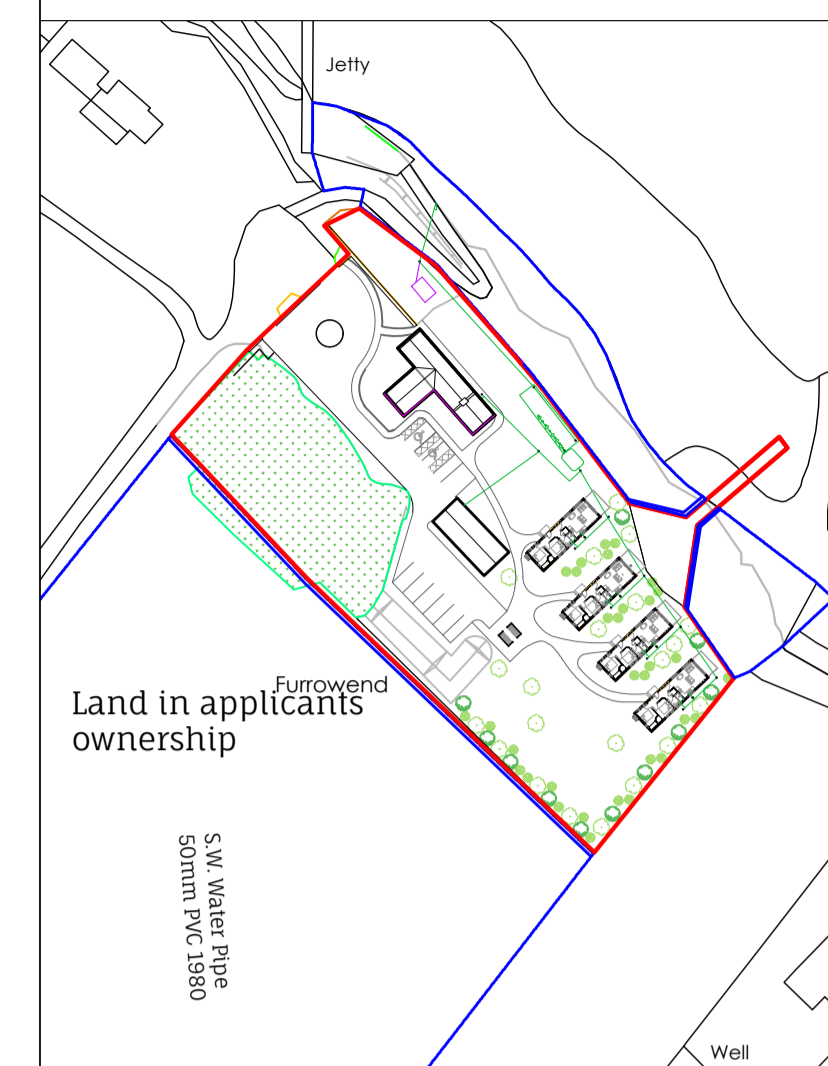 Jetty
Furrowend
Land in applicants
ownership
S.W. Water Pipe
50mm PVC 1980
Well